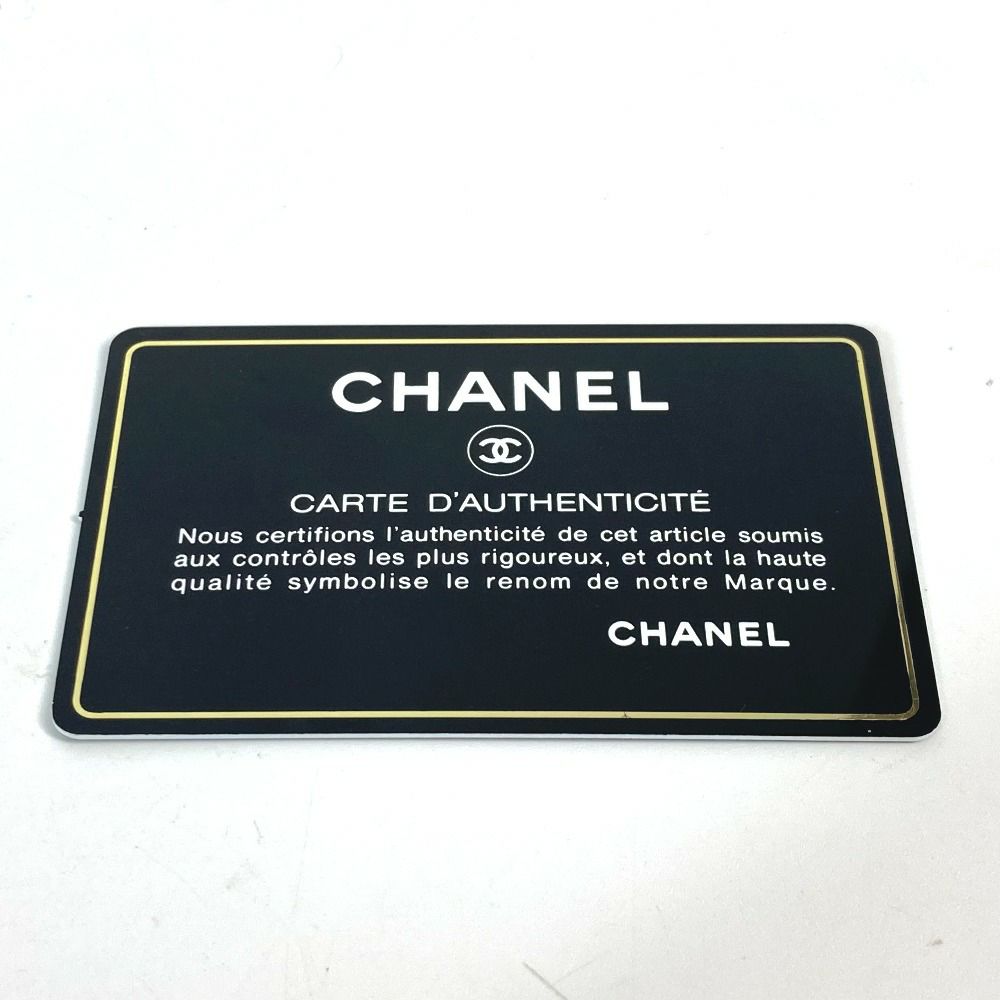 CHANEL
CARTE D'AUTHENTICITÉ
Nous certifions l'authenticité de cet article soumis
aux contrôles les plus rigoureux, et dont la haute
qualité symbolise le renom de notre Marque.
CHANEL